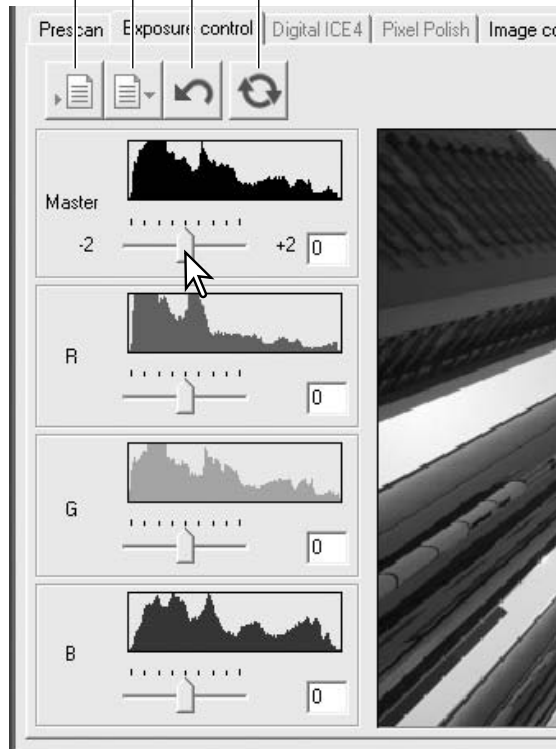 Prescan Exposure control Digital ICE4 Pixel Polish Image co
Master
-2 +2 0
R
0
G
0
B
0